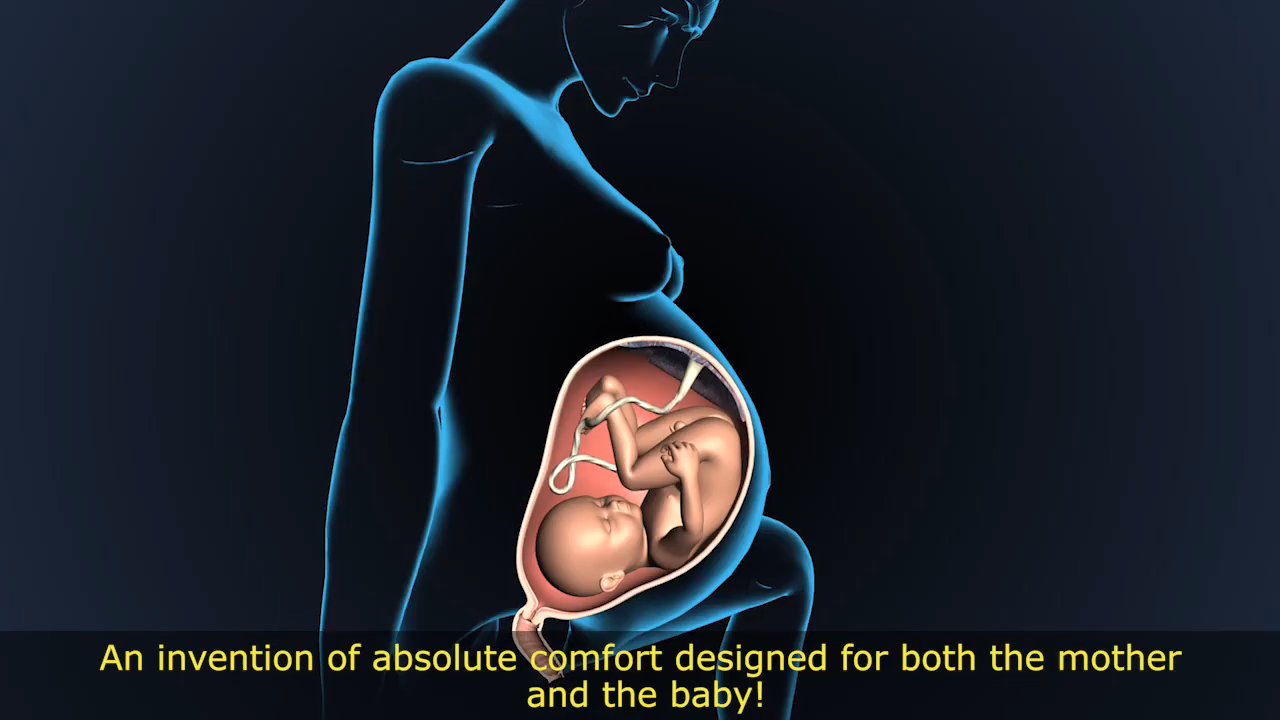 An invention of absolute comfort designed for both the mother
and the baby!